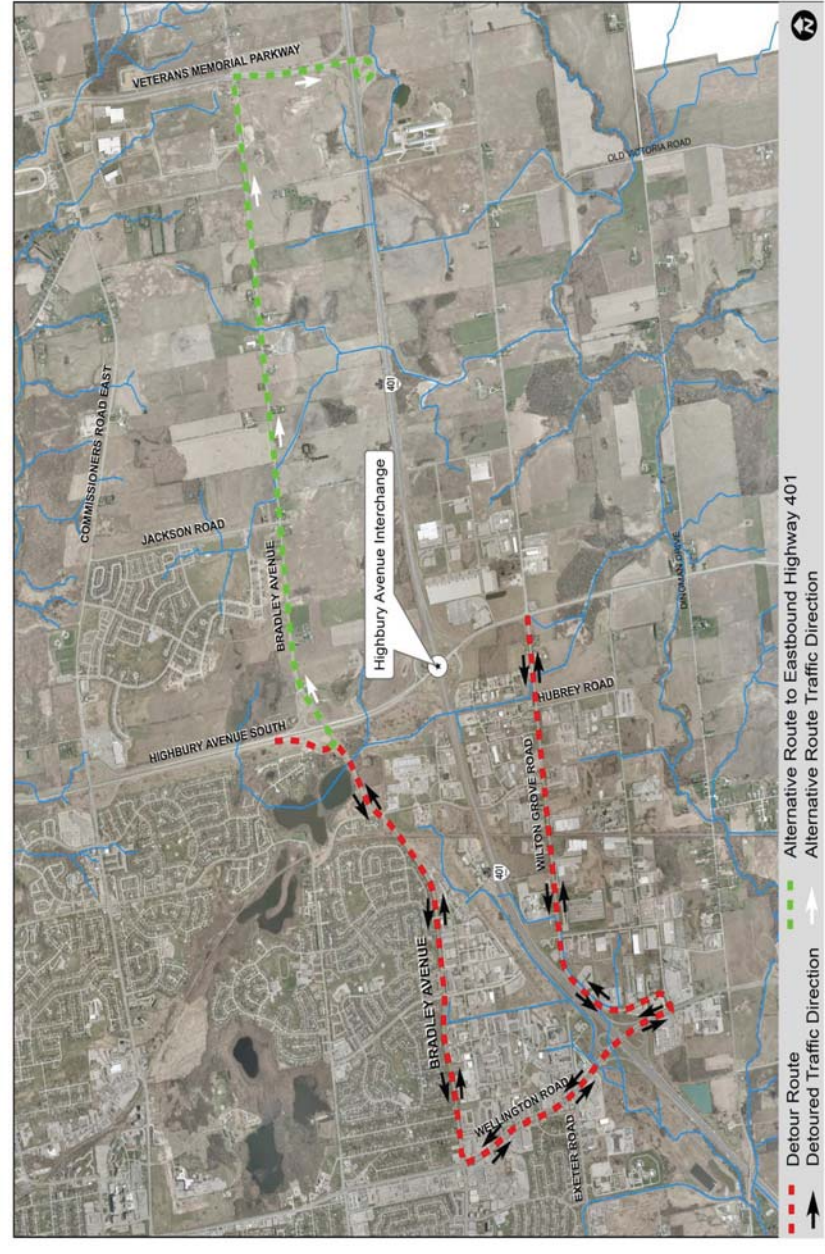 VETERANS MEMORIAL PARKWAY
COMMISSIONERS ROAD EAST
OLD VICTORIA ROAD
JACKSON ROAD
BRADLEY AVENUE
401
Highbury Avenue Interchange
HIGHBURY AVENUE SOUTH
DINGMAN DRIVE
HUBREY ROAD
WILTON GROVE ROAD
401
BRADLEY AVENUE
WELLINGTON ROAD
EXETER ROAD
N
Detour Route
Alternative Route to Eastbound Highway 401
Detoured Traffic Direction
Alternative Route Traffic Direction